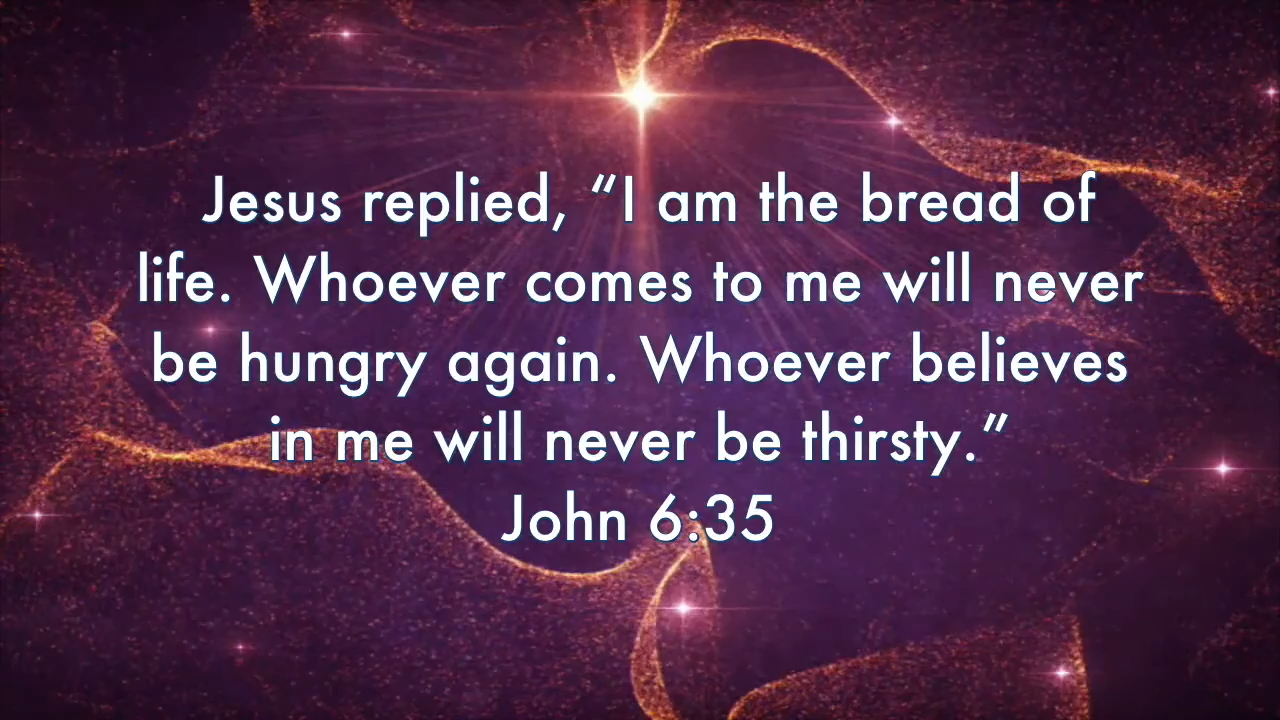 Jesus replied, “I am the bread of
life. Whoever comes to me will never
be hungry again. Whoever believes
in me will never be thirsty.”
John 6:35